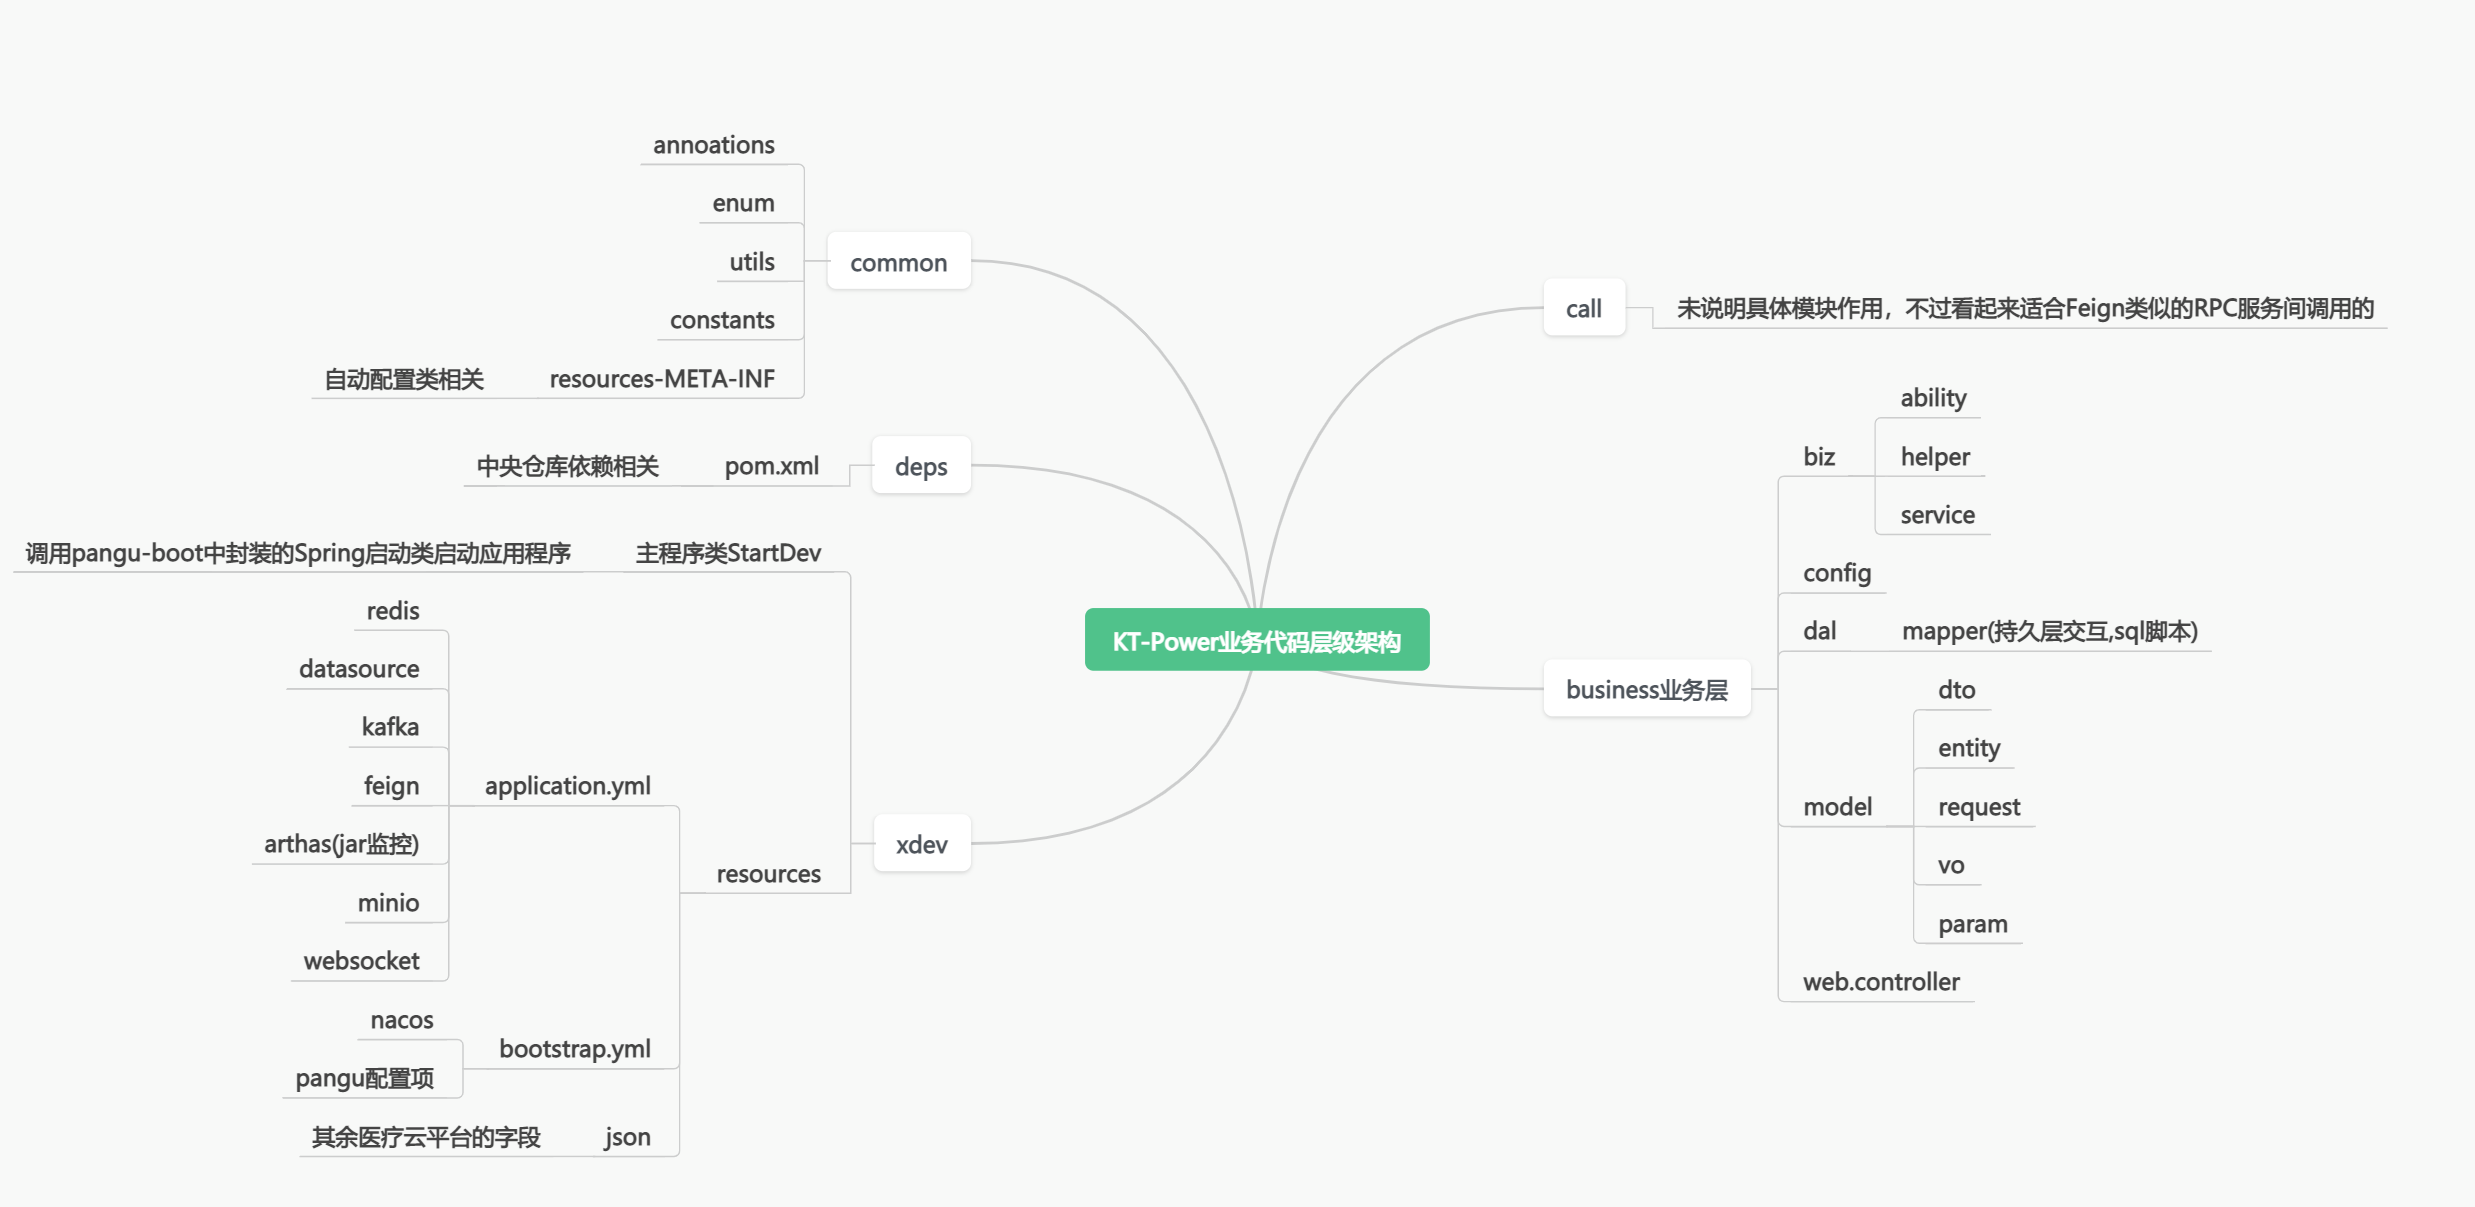 KT-Power业务代码层级架构
common
annoations
enum
utils
constants
resources-META-INF
自动配置类相关
deps
pom.xml
中央仓库依赖相关
xdev
主程序类StartDev
调用pangu-boot中封装的Spring启动类启动应用程序
resources
application.yml
redis
datasource
kafka
feign
arthas(jar监控)
minio
websocket
bootstrap.yml
nacos
pangu配置项
json
其余医疗云平台的字段
call
未说明具体模块作用，不过看起来适合Feign类似的RPC服务间调用的
business业务层
biz
ability
helper
service
config
dal
mapper(持久层交互,sql脚本)
model
dto
entity
request
vo
param
web.controller